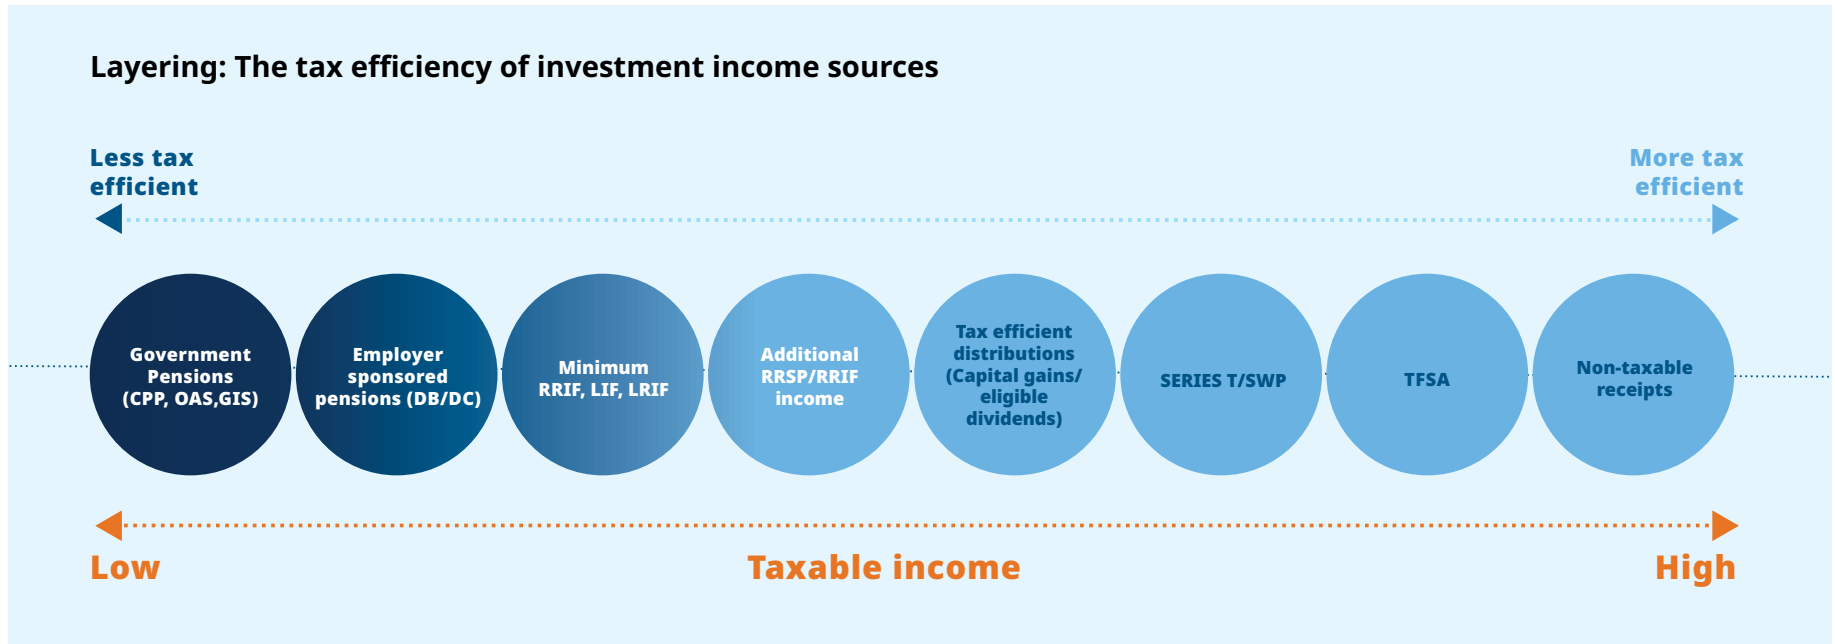 Layering: The tax efficiency of investment income sources
Less tax
efficient
More tax
efficient
Government
Pensions
(CPP, OAS,GIS)
Employer
sponsored
pensions (DB/DC)
Minimum
RRIF, LIF, LRIF
Additional
RRSP/RRIF
income
Tax efficient
distributions
(Capital gains/
eligible
dividends)
SERIES T/SWP
TFSA
Non-taxable
receipts
Low
Taxable income
High